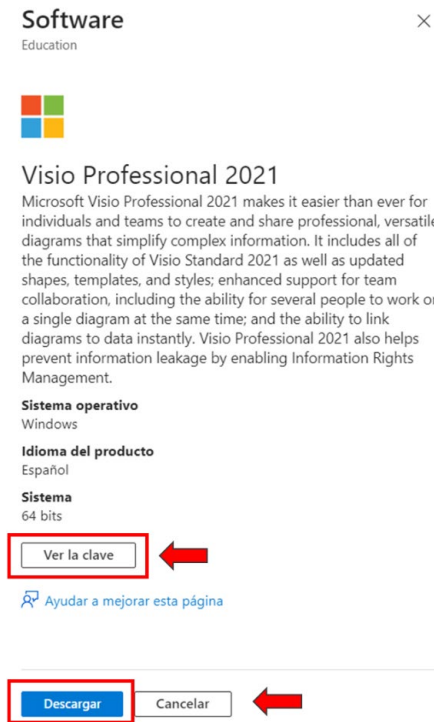 Software
Education
Visio Professional 2021
Microsoft Visio Professional 2021 makes it easier than ever for
individuals and teams to create and share professional, versatile
diagrams that simplify complex information. It includes all of
the functionality of Visio Standard 2021 as well as updated
shapes, templates, and styles; enhanced support for team
collaboration, including the ability for several people to work on
a single diagram at the same time; and the ability to link
diagrams to data instantly. Visio Professional 2021 also helps
prevent information leakage by enabling Information Rights
Management.
Sistema operativo
Windows
Idioma del producto
Español
Sistema
64 bits
Ver la clave
Ayudar a mejorar esta página
Descargar Cancelar